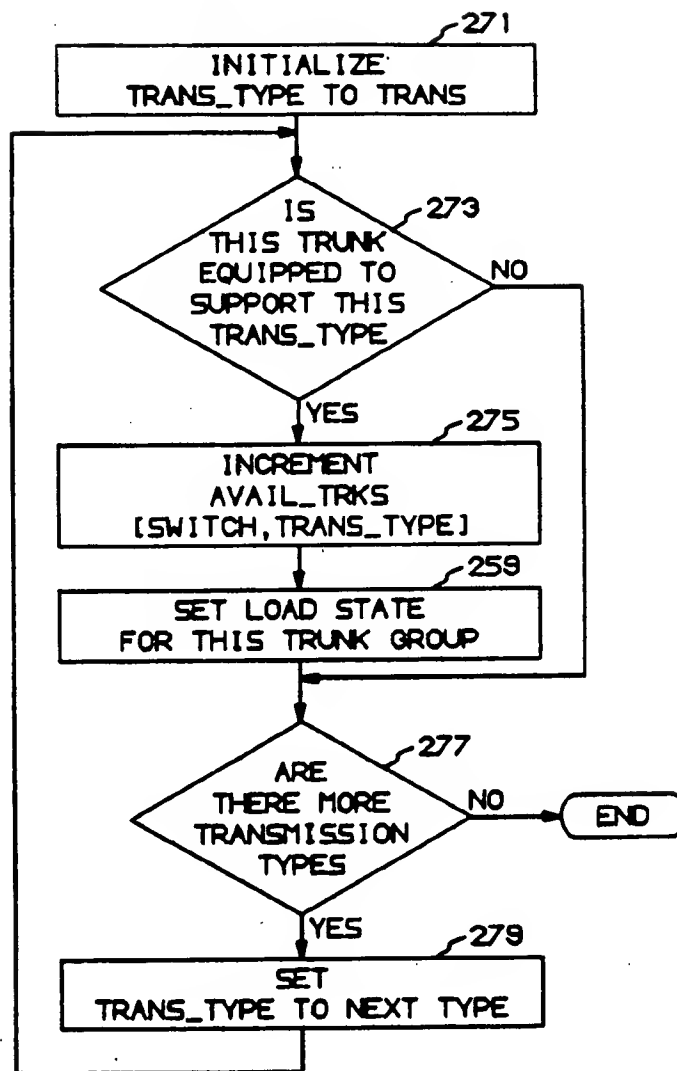 271
INITIALIZE
TRANS_TYPE TO TRANS
273
IS
THIS TRUNK
EQUIPPED TO
SUPPORT THIS
TRANS_TYPE
NO
YES
275
INCREMENT
AVAIL_TRKS
[SWITCH,TRANS_TYPE]
259
SET LOAD STATE
FOR THIS TRUNK GROUP
277
ARE
THERE MORE
TRANSMISSION
TYPES
NO
END
YES
279
SET
TRANS_TYPE TO NEXT TYPE